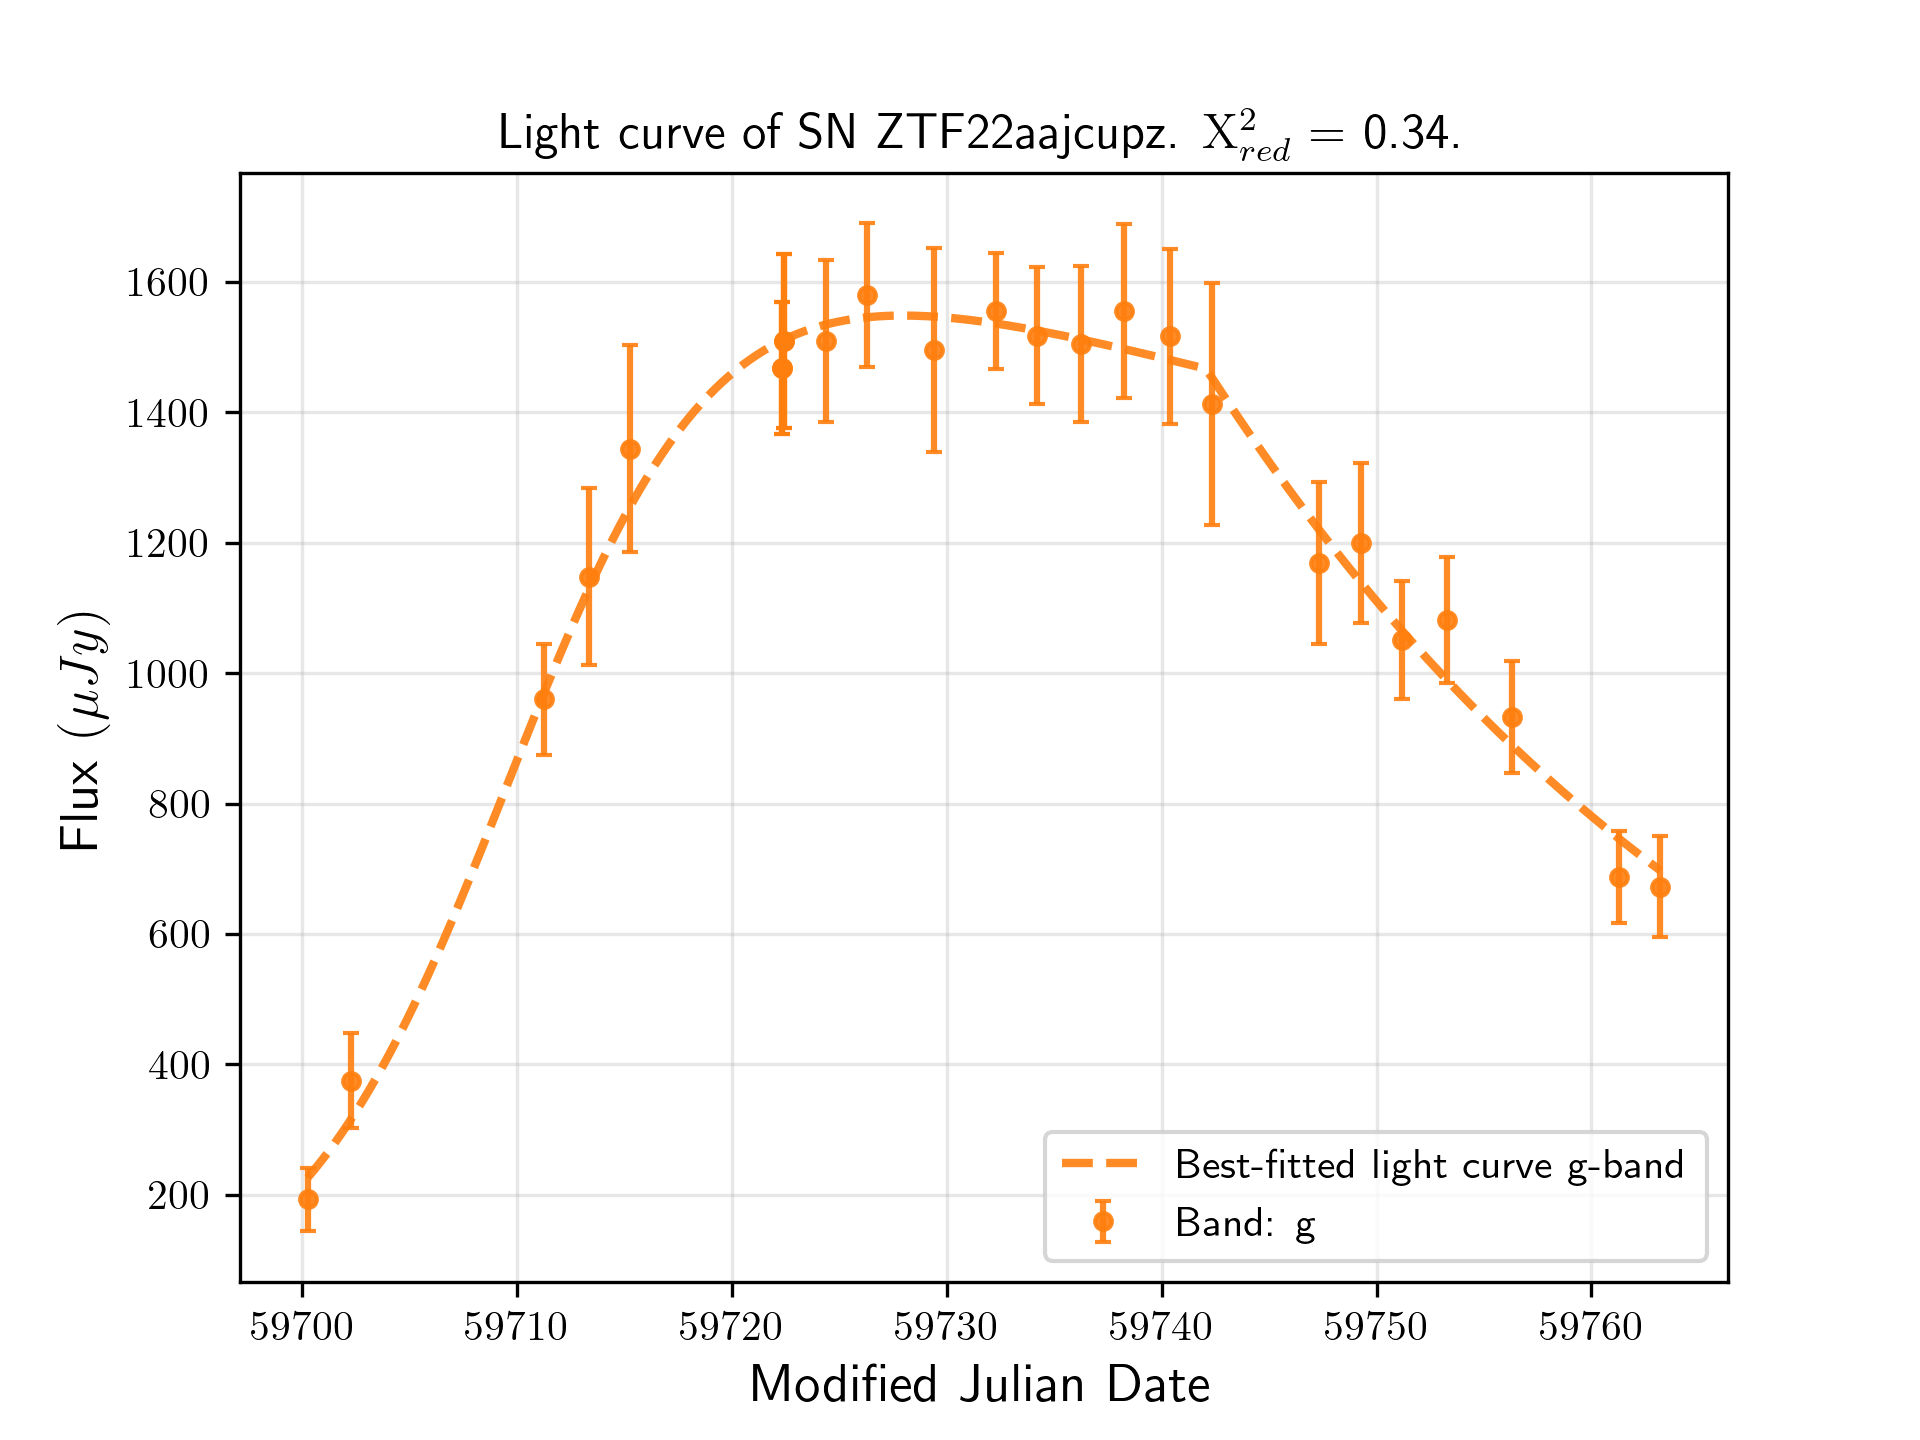 Light curve of SN ZTF22aajcupz. X²red = 0.34.
Flux (μJy)
1600
1400
1200
1000
800
600
400
200
Best-fitted light curve g-band
Band: g
59700 59710 59720 59730 59740 59750 59760
Modified Julian Date